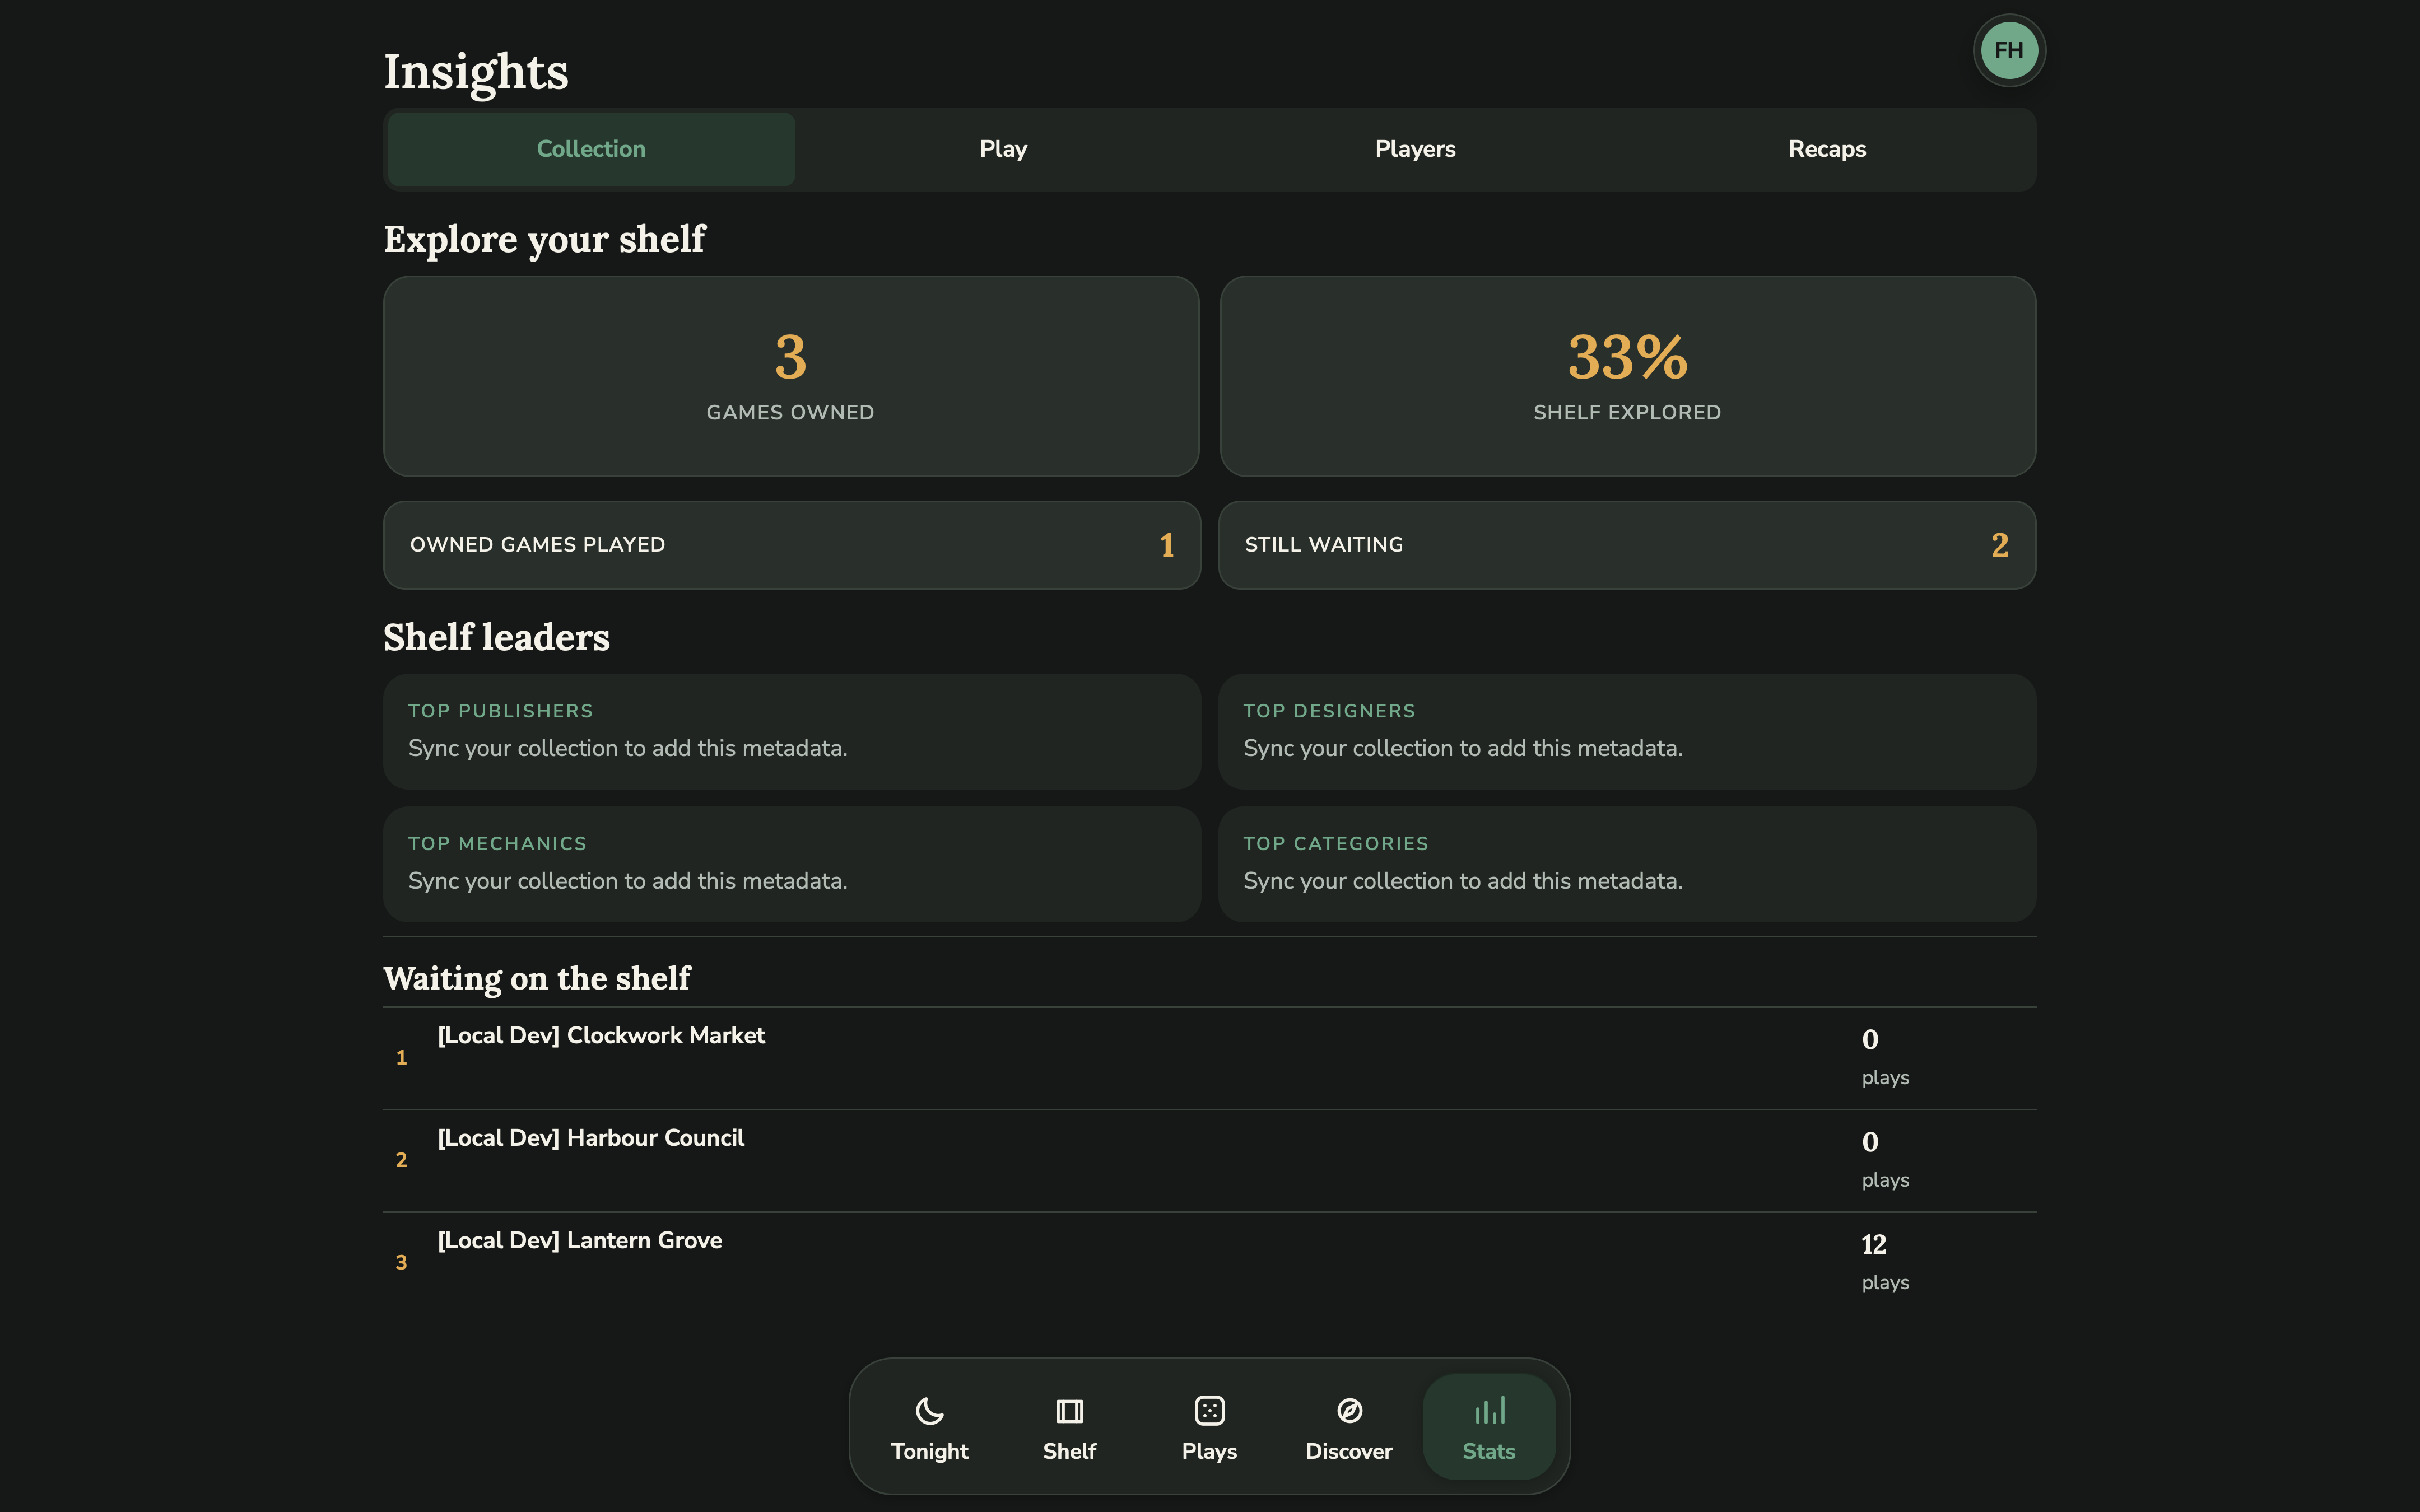 Insights
FH
Collection
Play
Players
Recaps
Explore your shelf
3
GAMES OWNED
33%
SHELF EXPLORED
OWNED GAMES PLAYED
1
STILL WAITING
2
Shelf leaders
TOP PUBLISHERS
Sync your collection to add this metadata.
TOP DESIGNERS
Sync your collection to add this metadata.
TOP MECHANICS
Sync your collection to add this metadata.
TOP CATEGORIES
Sync your collection to add this metadata.
Waiting on the shelf
1
[Local Dev] Clockwork Market
0
plays
2
[Local Dev] Harbour Council
0
plays
3
[Local Dev] Lantern Grove
12
plays
Tonight
Shelf
Plays
Discover
Stats